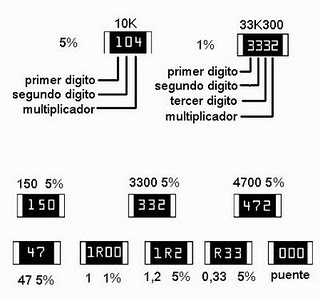 10K
33K300
5%
104
1%
3332
primer digito
segundo digito
multiplicador
primer digito
segundo digito
tercer digito
multiplicador
150 5%
3300 5%
4700 5%
150
332
472
47
1R00
1R2
R33
000
47 5%
1 1%
1,2 5%
0,33 5%
puente